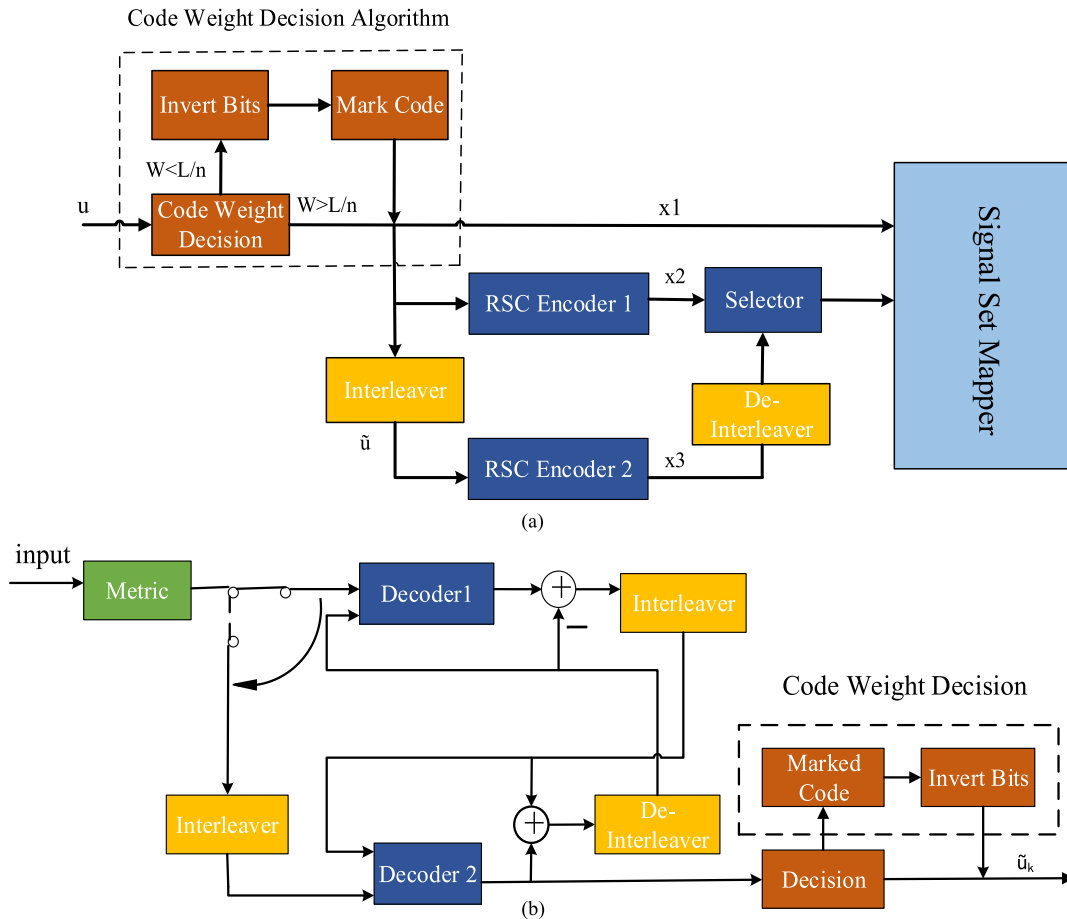 Code Weight Decision Algorithm
Invert Bits
Mark Code
W<L/n
u
Code Weight
Decision
W>L/n
x1
Signal Set Mapper
RSC Encoder 1
x2
Selector
Interleaver
De-
Interleaver
ũ
RSC Encoder 2
x3
(a)
input
Metric
Decoder1
+
Interleaver
−
Code Weight Decision
Marked
Code
Invert Bits
Interleaver
+
De-
Interleaver
Decoder 2
Decision
ũk
(b)